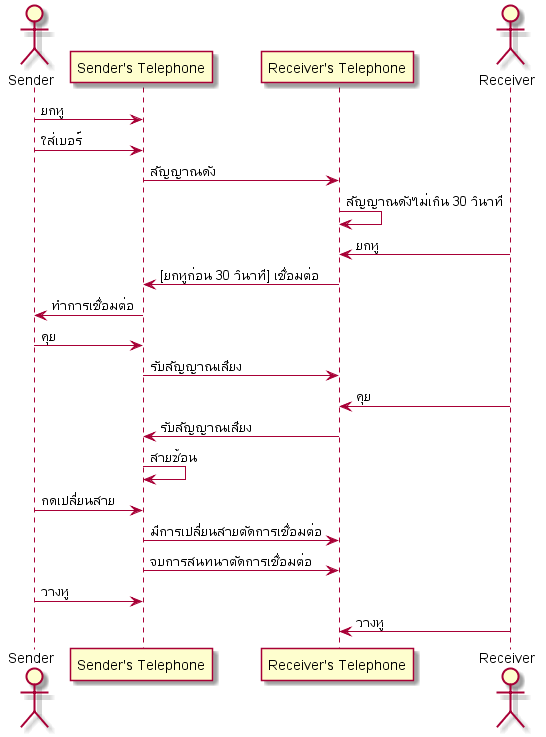 Sender
Sender's Telephone
Receiver's Telephone
Receiver
ยกหู
ใส่เบอร์
สัญญาณดัง
สัญญาณดังไม่เกิน 30 วินาที
ยกหู
[ยกหูก่อน 30 วินาที] เชื่อมต่อ
ทำการเชื่อมต่อ
คุย
รับสัญญาณเสียง
คุย
รับสัญญาณเสียง
สายซ้อน
กดเปลี่ยนสาย
มีการเปลี่ยนสายตัดการเชื่อมต่อ
จบการสนทนาตัดการเชื่อมต่อ
วางหู
วางหู
Sender
Sender's Telephone
Receiver's Telephone
Receiver